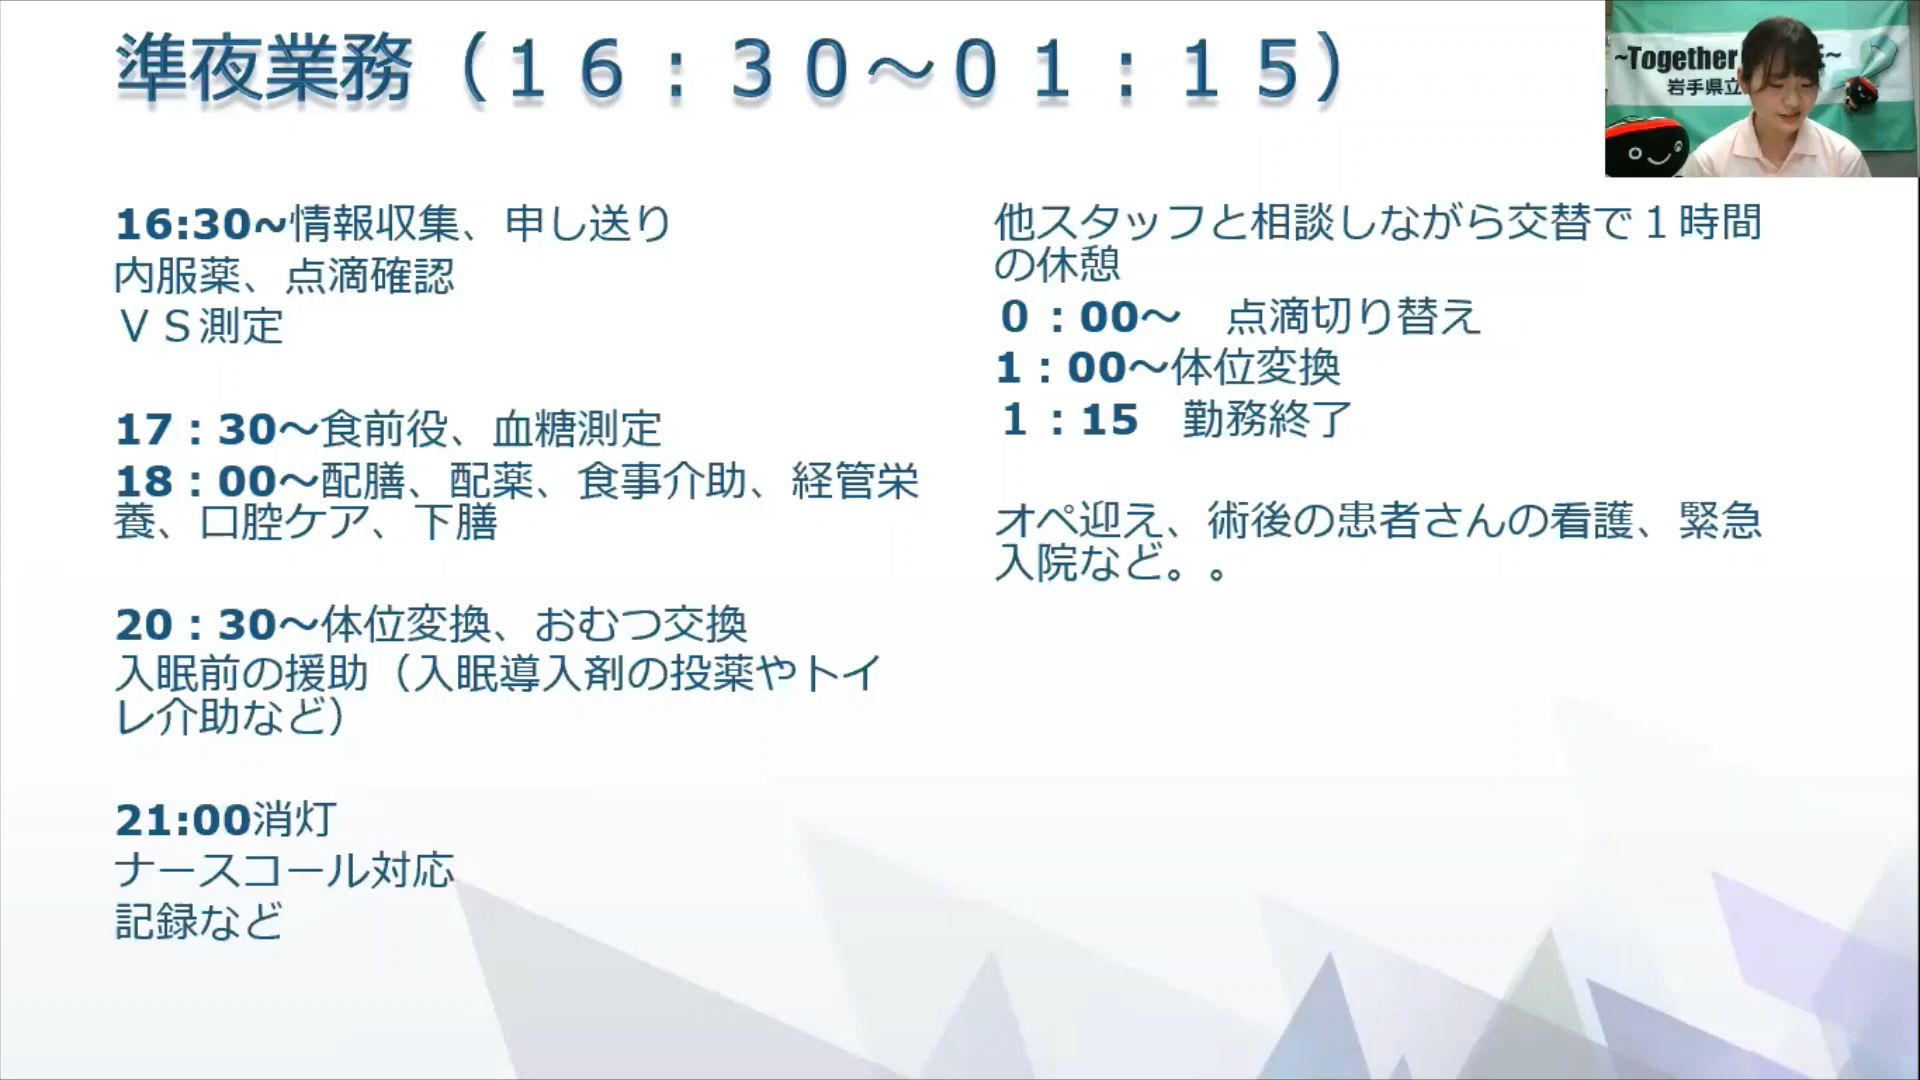 準夜業務（１６：３０～０１：１５）
~Together
岩手県立
16:30~情報収集、申し送り
内服薬、点滴確認
ＶＳ測定
17：30～食前役、血糖測定
18：00～配膳、配薬、食事介助、経管栄
養、口腔ケア、下膳
20：30～体位変換、おむつ交換
入眠前の援助（入眠導入剤の投薬やトイ
レ介助など）
21:00消灯
ナースコール対応
記録など
他スタッフと相談しながら交替で１時間
の休憩
０：00～　点滴切り替え
1：00～体位変換
１：15　勤務終了
オペ迎え、術後の患者さんの看護、緊急
入院など。。